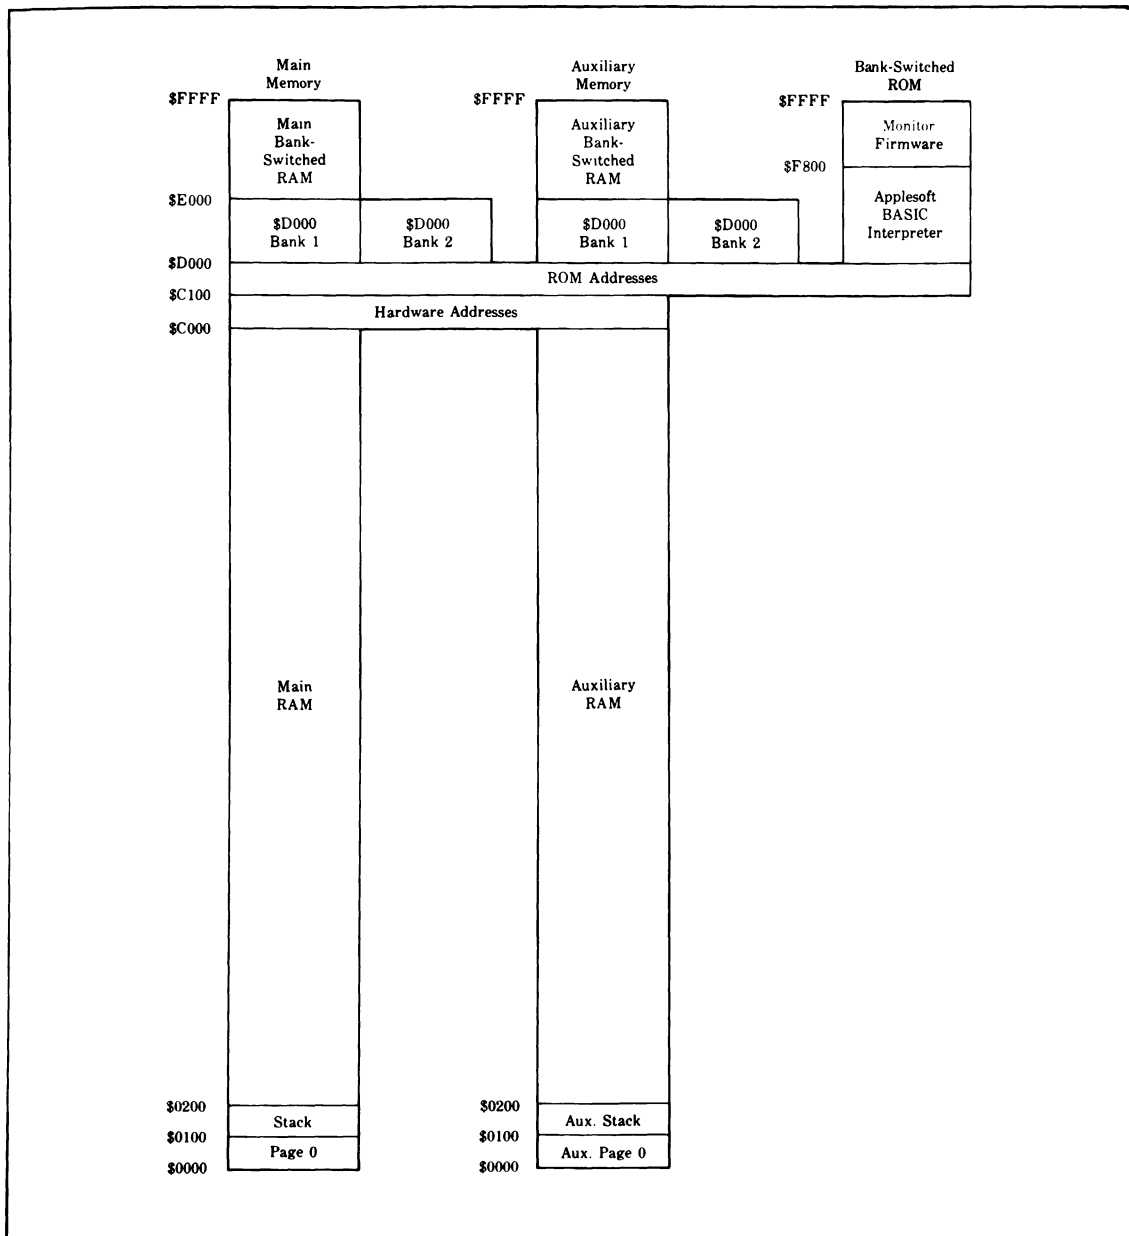 Main
Memory
Auxiliary
Memory
Bank-Switched
ROM
$FFFF
$FFFF
$FFFF
Main
Bank-
Switched
RAM
Auxiliary
Bank-
Switched
RAM
Monitor
Firmware
$F800
$E000
Applesoft
BASIC
Interpreter
$D000
Bank 1
$D000
Bank 2
$D000
Bank 1
$D000
Bank 2
$D000
ROM Addresses
$C100
Hardware Addresses
$C000
Main
RAM
Auxiliary
RAM
$0200
$0200
Stack
Aux. Stack
$0100
$0100
Page 0
Aux. Page 0
$0000
$0000